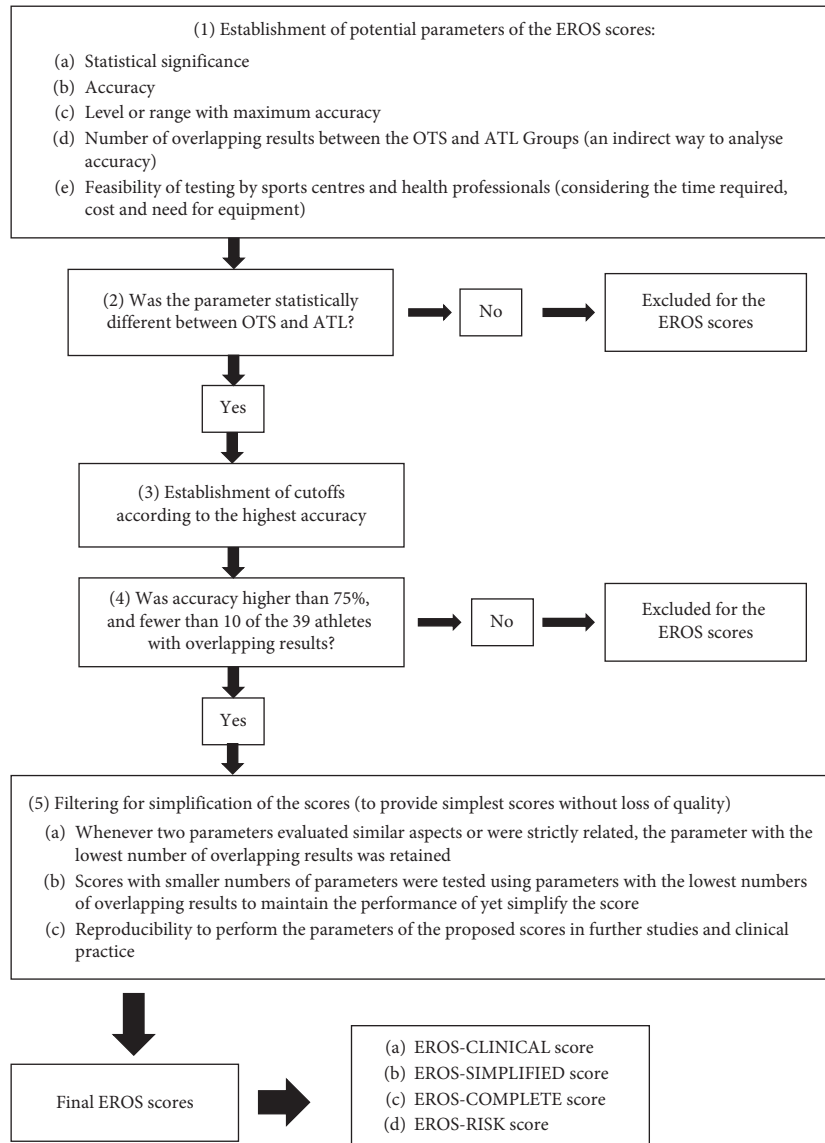 (1) Establishment of potential parameters of the EROS scores:
(a) Statistical significance
(b) Accuracy
(c) Level or range with maximum accuracy
(d) Number of overlapping results between the OTS and ATL Groups (an indirect way to analyse
accuracy)
(e) Feasibility of testing by sports centres and health professionals (considering the time required,
cost and need for equipment)
(2) Was the parameter statistically
different between OTS and ATL?
No
Excluded for the
EROS scores
Yes
(3) Establishment of cutoffs
according to the highest accuracy
(4) Was accuracy higher than 75%,
and fewer than 10 of the 39 athletes
with overlapping results?
No
Excluded for the
EROS scores
Yes
(5) Filtering for simplification of the scores (to provide simplest scores without loss of quality)
(a) Whenever two parameters evaluated similar aspects or were strictly related, the parameter with the
lowest number of overlapping results was retained
(b) Scores with smaller numbers of parameters were tested using parameters with the lowest numbers
of overlapping results to maintain the performance of yet simplify the score
(c) Reproducibility to perform the parameters of the proposed scores in further studies and clinical
practice
Final EROS scores
(a) EROS-CLINICAL score
(b) EROS-SIMPLIFIED score
(c) EROS-COMPLETE score
(d) EROS-RISK score